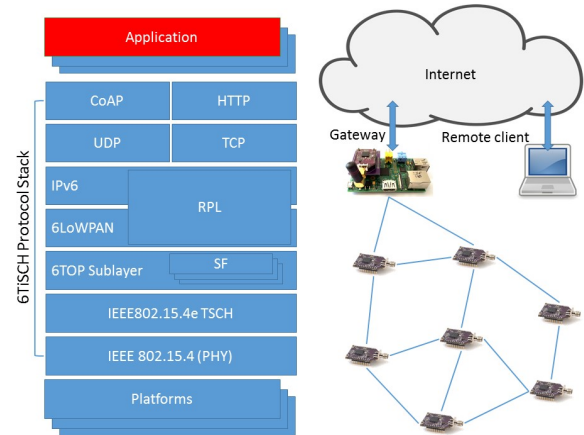 Application
CoAP
HTTP
UDP
TCP
IPv6
RPL
6LoWPAN
6TOP Sublayer
SF
IEEE802.15.4e TSCH
IEEE 802.15.4 (PHY)
Platforms
6TiSCH Protocol Stack
Internet
Gateway
Remote client